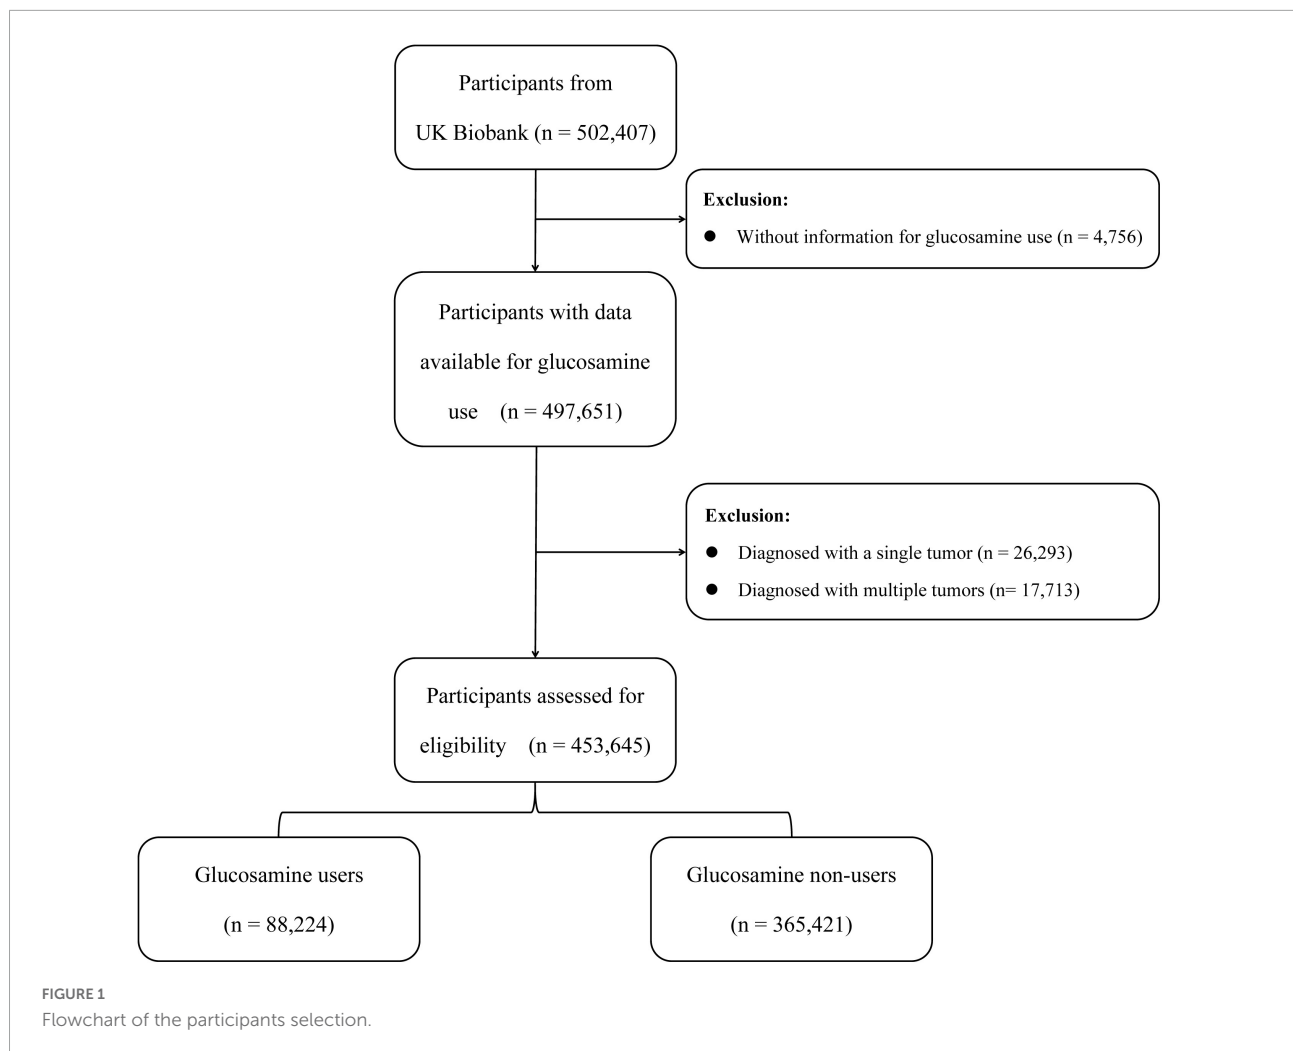 Participants from
UK Biobank (n = 502,407)
Exclusion:
● Without information for glucosamine use (n = 4,756)
Participants with data
available for glucosamine
use (n = 497,651)
Exclusion:
● Diagnosed with a single tumor (n = 26,293)
● Diagnosed with multiple tumors (n= 17,713)
Participants assessed for
eligibility (n = 453,645)
Glucosamine users
(n = 88,224)
Glucosamine non-users
(n = 365,421)
FIGURE 1
Flowchart of the participants selection.